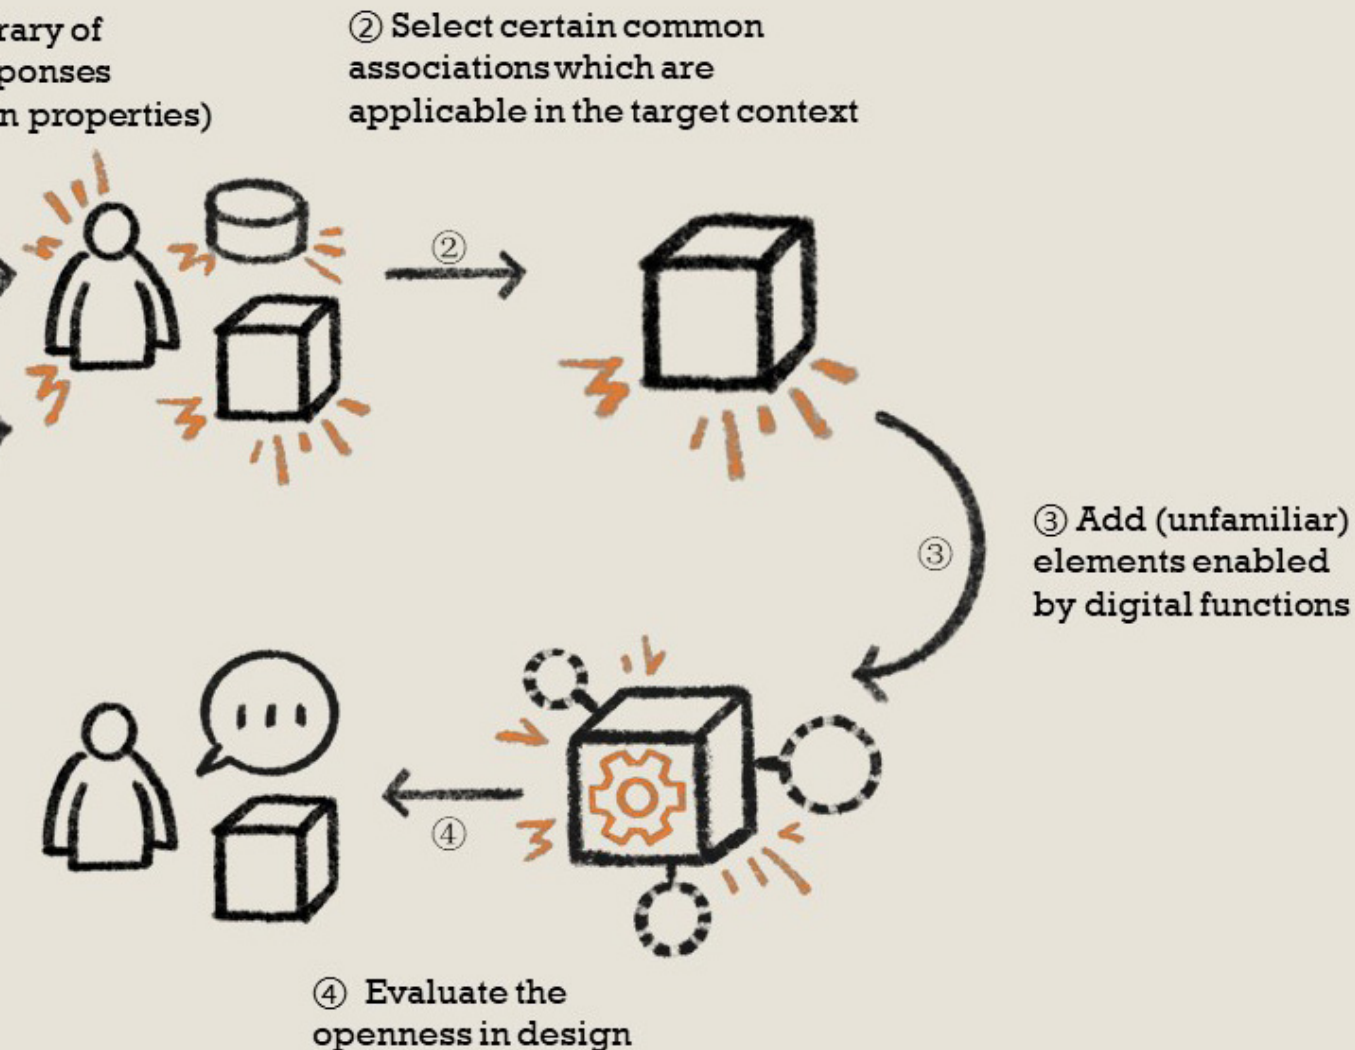 rary of
ponses
n properties)
② Select certain common
associations which are
applicable in the target context
②
③
③ Add (unfamiliar)
elements enabled
by digital functions
④
④ Evaluate the
openness in design